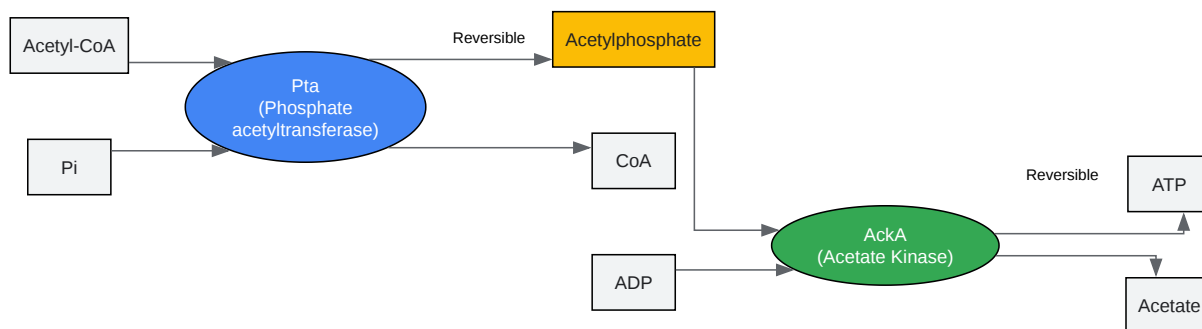 Acetyl-CoA
Reversible
Acetylphosphate
Pta
(Phosphate
acetyltransferase)
Pi
CoA
Reversible
ATP
AckA
(Acetate Kinase)
ADP
Acetate